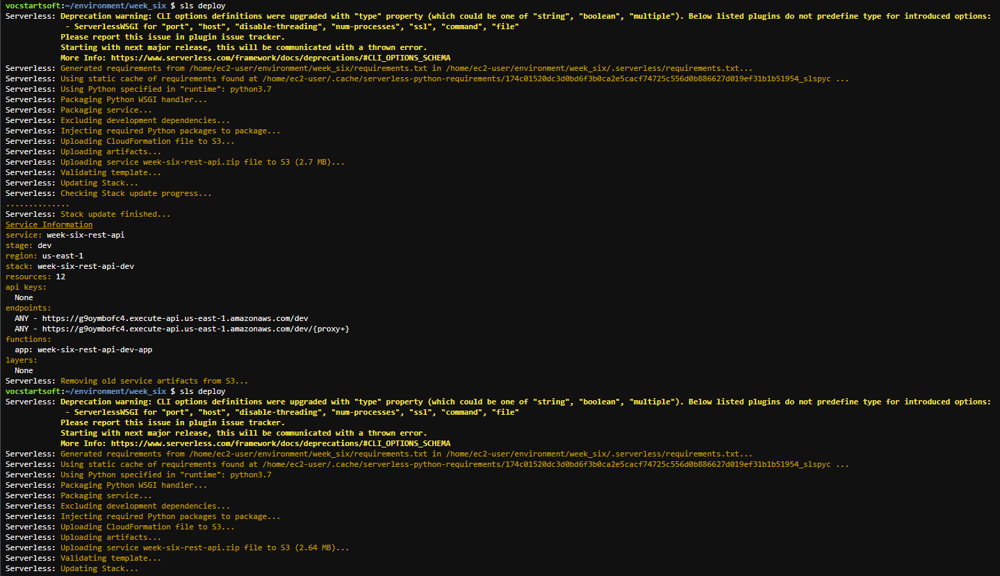 vocstartsoft:~/environment/week_six $ sls deploy
Serverless: Deprecation warning: CLI options definitions were upgraded with "type" property (which could be one of "string", "boolean", "multiple"). Below listed plugins do not predefine type for introduced options:
- ServerlessWSGI for "port", "host", "disable-threading", "num-processes", "ssl", "command", "file"
Please report this issue in plugin issue tracker.
Starting with next major release, this will be communicated with a thrown error.
More Info: https://www.serverless.com/framework/docs/deprecations/#CLI_OPTIONS_SCHEMA
Serverless: Generated requirements from /home/ec2-user/environment/week_six/requirements.txt in /home/ec2-user/environment/week_six/.serverless/requirements.txt...
Serverless: Using static cache of requirements found at /home/ec2-user/.cache/serverless-python-requirements/174c01520dc3d0bd6f3b0ca2e5cacf74725c556d0b886627d019ef31b1b51954_slspyc ...
Serverless: Using Python specified in "runtime": python3.7
Serverless: Packaging Python WSGI handler...
Serverless: Packaging service...
Serverless: Excluding development dependencies...
Serverless: Injecting required Python packages to package...
Serverless: Uploading CloudFormation file to S3...
Serverless: Uploading artifacts...
Serverless: Uploading service week-six-rest-api.zip file to S3 (2.7 MB)...
Serverless: Validating template...
Serverless: Updating Stack...
Serverless: Checking Stack update progress...
..............
Serverless: Stack update finished...
Service Information
service: week-six-rest-api
stage: dev
region: us-east-1
stack: week-six-rest-api-dev
resources: 12
api keys:
None
endpoints:
ANY - https://g9oymbofc4.execute-api.us-east-1.amazonaws.com/dev
ANY - https://g9oymbofc4.execute-api.us-east-1.amazonaws.com/dev/{proxy+}
functions:
app: week-six-rest-api-dev-app
layers:
None
Serverless: Removing old service artifacts from S3...
vocstartsoft:~/environment/week_six $ sls deploy
Serverless: Deprecation warning: CLI options definitions were upgraded with "type" property (which could be one of "string", "boolean", "multiple"). Below listed plugins do not predefine type for introduced options:
- ServerlessWSGI for "port", "host", "disable-threading", "num-processes", "ssl", "command", "file"
Please report this issue in plugin issue tracker.
Starting with next major release, this will be communicated with a thrown error.
More Info: https://www.serverless.com/framework/docs/deprecations/#CLI_OPTIONS_SCHEMA
Serverless: Generated requirements from /home/ec2-user/environment/week_six/requirements.txt in /home/ec2-user/environment/week_six/.serverless/requirements.txt...
Serverless: Using static cache of requirements found at /home/ec2-user/.cache/serverless-python-requirements/174c01520dc3d0bd6f3b0ca2e5cacf74725c556d0b886627d019ef31b1b51954_slspyc ...
Serverless: Using Python specified in "runtime": python3.7
Serverless: Packaging Python WSGI handler...
Serverless: Packaging service...
Serverless: Excluding development dependencies...
Serverless: Injecting required Python packages to package...
Serverless: Uploading CloudFormation file to S3...
Serverless: Uploading artifacts...
Serverless: Uploading service week-six-rest-api.zip file to S3 (2.64 MB)...
Serverless: Validating template...
Serverless: Updating Stack...